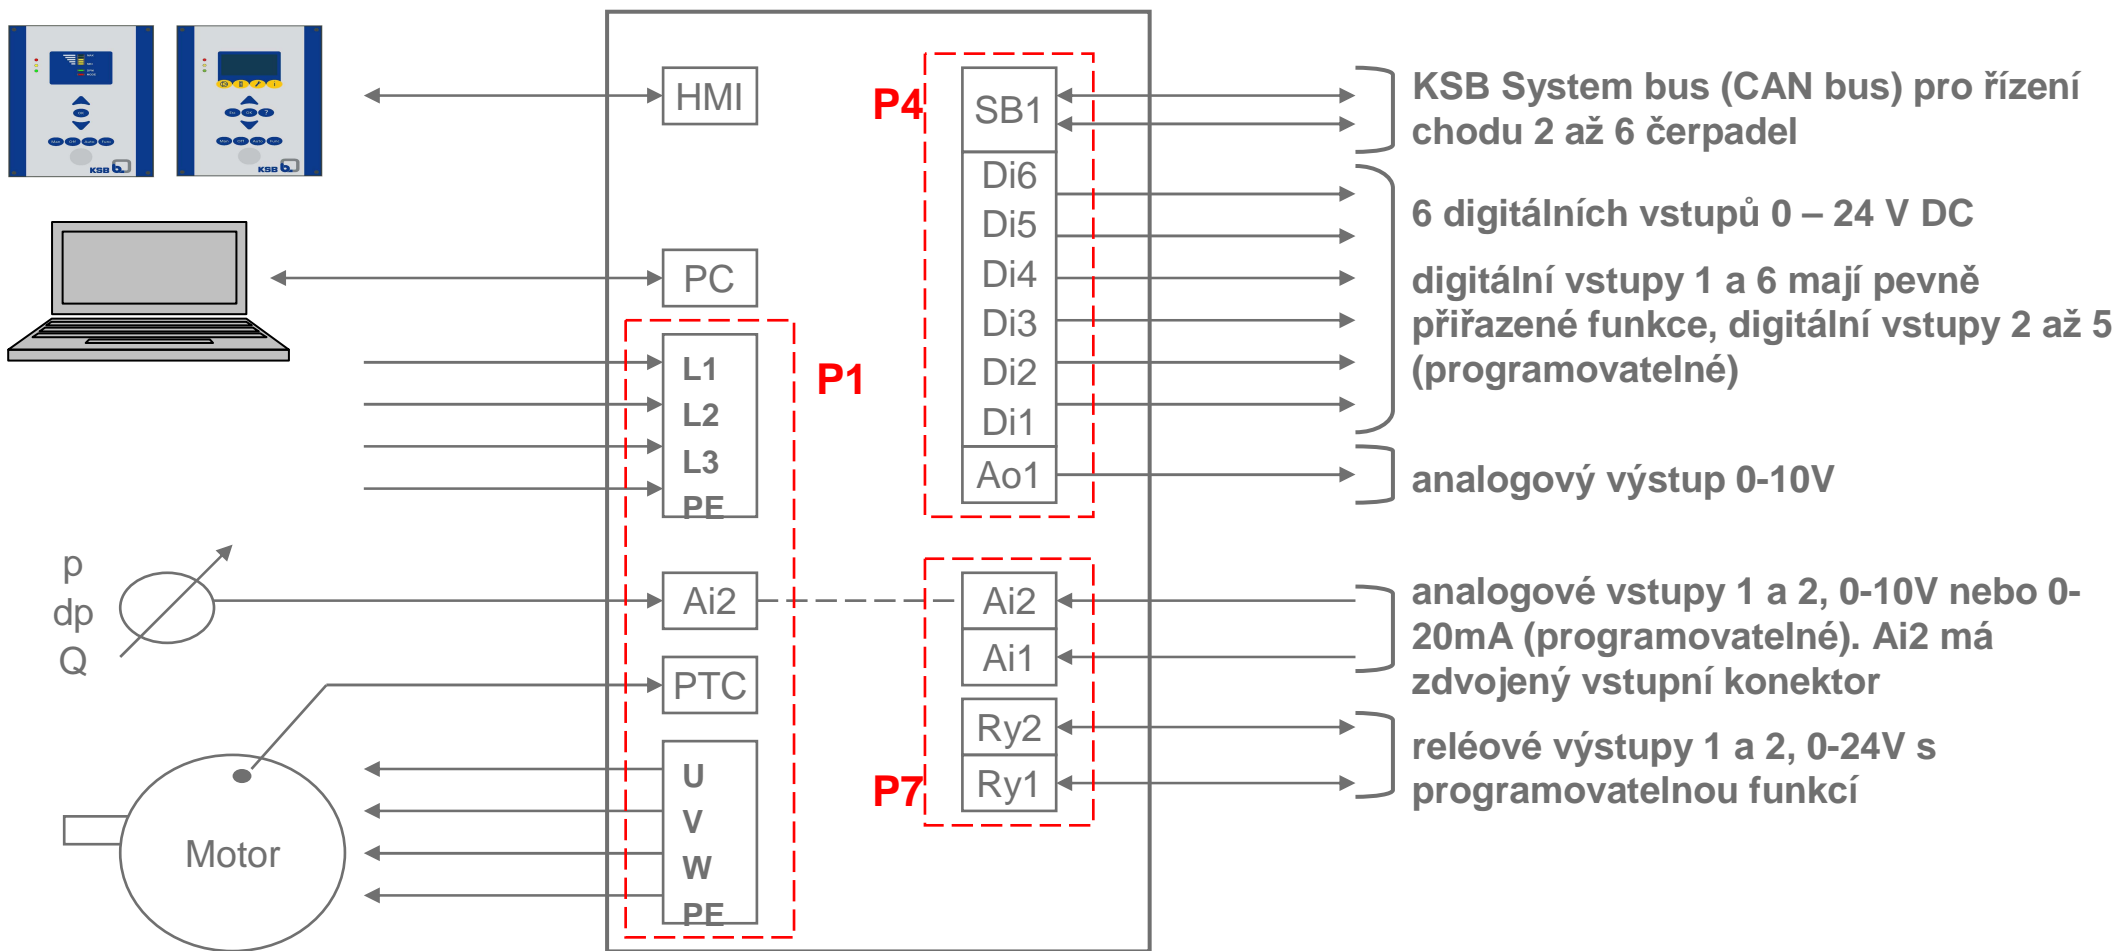 KSB
KSB
HMI
PC
P1
L1
L2
L3
PE
p
dp
Q
Ai2
PTC
Motor
U
V
W
PE
P4
SB1
Di6
Di5
Di4
Di3
Di2
Di1
Ao1
Ai2
Ai1
Ry2
P7
Ry1
KSB System bus (CAN bus) pro řízení
chodu 2 až 6 čerpadel
6 digitálních vstupů 0 – 24 V DC
digitální vstupy 1 a 6 mají pevně
přiřazené funkce, digitální vstupy 2 až 5
(programovatelné)
analogový výstup 0-10V
analogové vstupy 1 a 2, 0-10V nebo 0-
20mA (programovatelné). Ai2 má
zdvojený vstupní konektor
reléové výstupy 1 a 2, 0-24V s
programovatelnou funkcí